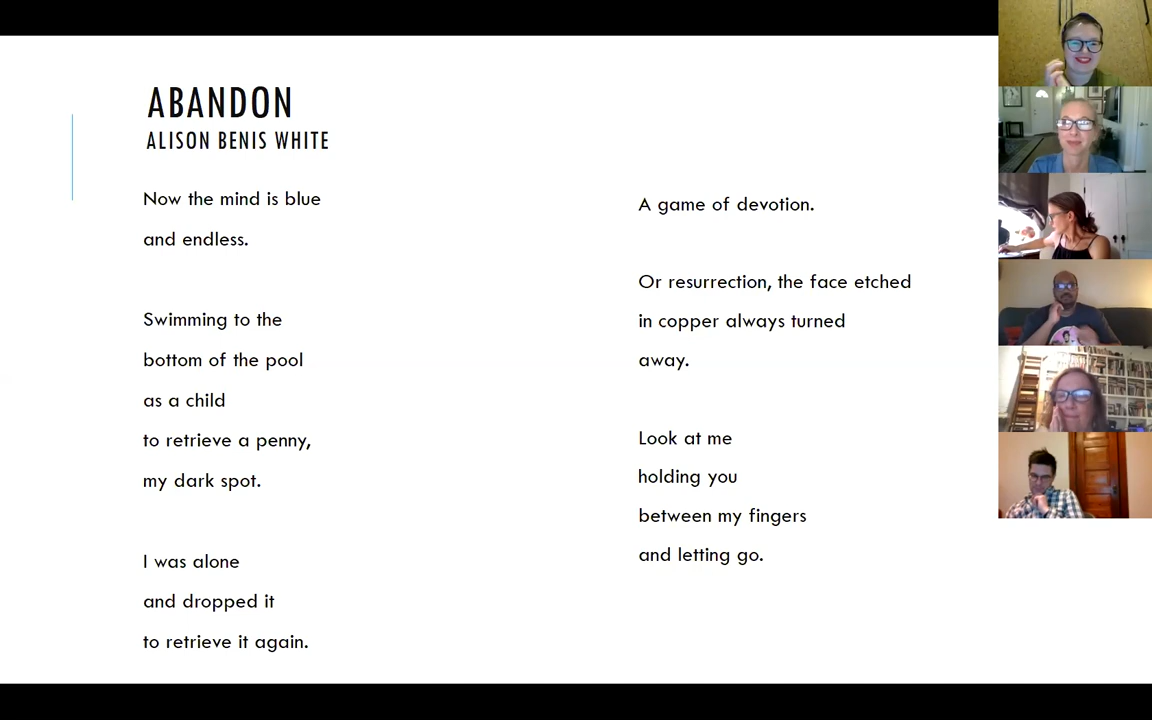 ABANDON
ALISON BENIS WHITE
Now the mind is blue
and endless.
Swimming to the
bottom of the pool
as a child
to retrieve a penny,
my dark spot.
I was alone
and dropped it
to retrieve it again.
A game of devotion.
Or resurrection, the face etched
in copper always turned
away.
Look at me
holding you
between my fingers
and letting go.